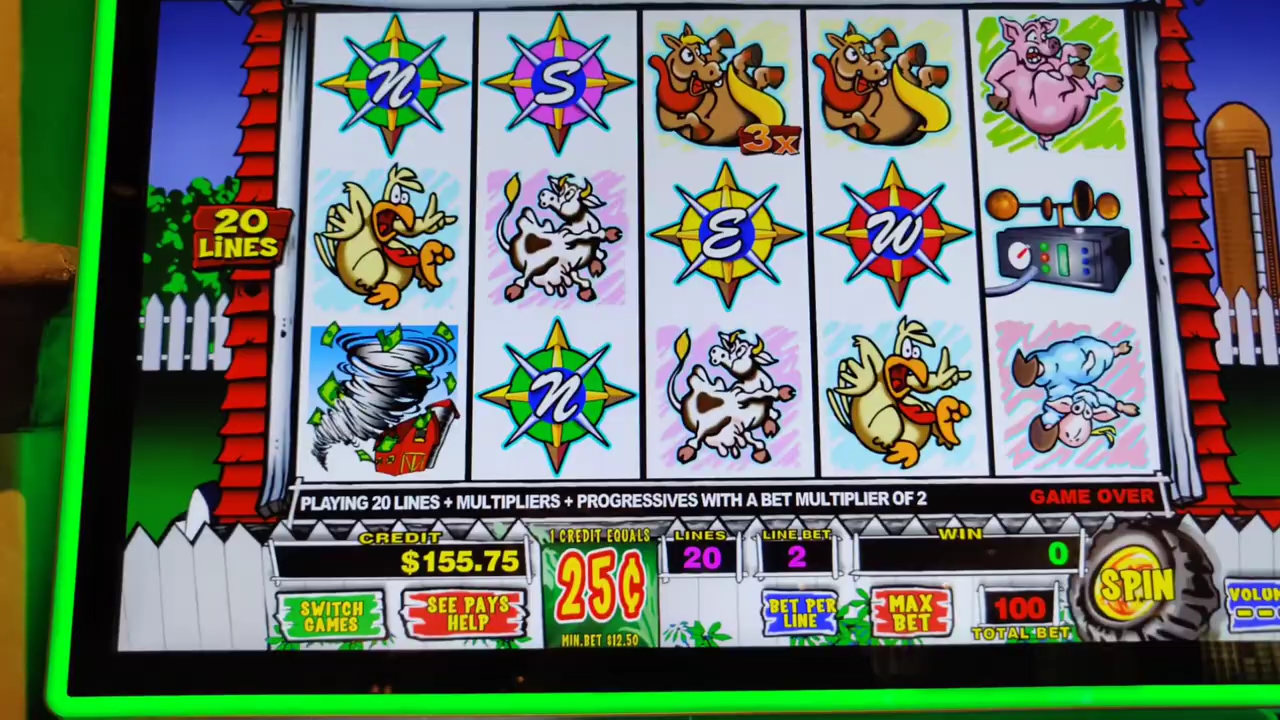 N
S
3x
20
LINES
E
W
N
PLAYING 20 LINES + MULTIPLIERS + PROGRESSIVES WITH A BET MULTIPLIER OF 2
GAME OVER
CREDIT
$155.75
1 CREDIT EQUALS
25¢
MIN.BET $12.50
LINES
20
LINE BET
2
WIN
0
SWITCH
GAMES
SEE PAYS
HELP
BET PER
LINE
MAX
BET
100
TOTAL BET
SPIN